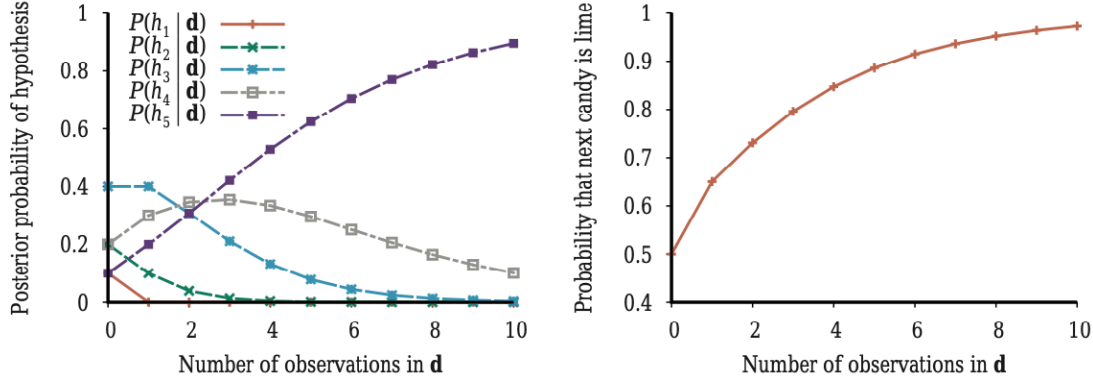 Posterior probability of hypothesis
1
0.8
0.6
0.4
0.2
0
P(h1 | d)
P(h2 | d)
P(h3 | d)
P(h4 | d)
P(h5 | d)
0 2 4 6 8 10
Number of observations in d
Probability that next candy is lime
1
0.9
0.8
0.7
0.6
0.5
0.4
0 2 4 6 8 10
Number of observations in d